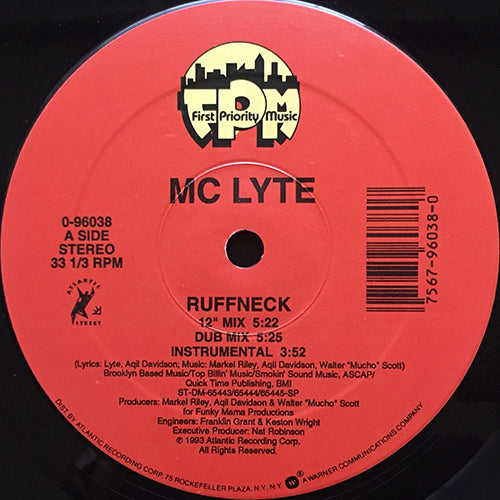 FPM
First Priority Music
MC LYTE
0-96038
A SIDE
STEREO
33 1/3 RPM
ATLANTIC
STREET
7567-96038-0
RUFFNECK
12" MIX 5:22
DUB MIX 5:25
INSTRUMENTAL 3:52
(Lyrics: Lyte, Aqil Davidson; Music: Markel Riley, Aqil Davidson, Walter "Mucho" Scott)
Brooklyn Based Music/Top Billin' Music/Smokin' Sound Music, ASCAP/
Quick Time Publishing, BMI
ST-DM-65443/65444/65445-SP
Producers: Markel Riley, Aqil Davidson & Walter "Mucho" Scott
for Funky Mama Productions
Engineers: Franklin Grant & Keston Wright
Executive Producer: Nat Robinson
℗ 1993 Atlantic Recording Corp.
All Rights Reserved.
DIST BY ATLANTIC RECORDING CORP. 75 ROCKEFELLER PLAZA, N.Y. N.Y. W ® A WARNER COMMUNICATIONS COMPANY